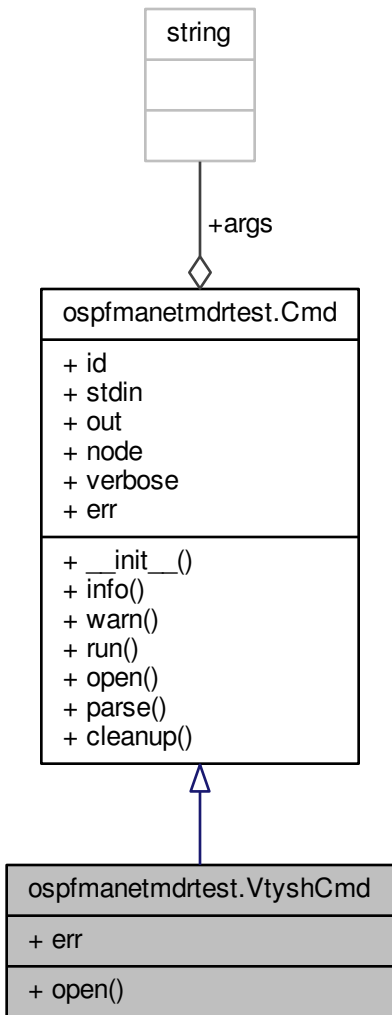 string
+args
ospfmanetmdrtest.Cmd
+ id
+ stdin
+ out
+ node
+ verbose
+ err
+ __init__()
+ info()
+ warn()
+ run()
+ open()
+ parse()
+ cleanup()
ospfmanetmdrtest.VtyshCmd
+ err
+ open()